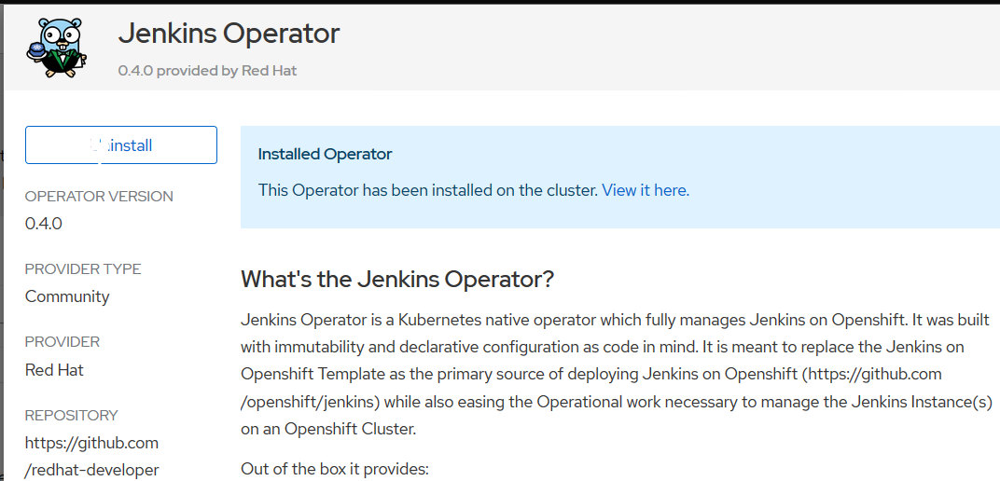 Jenkins Operator
0.4.0 provided by Red Hat
install
Installed Operator
This Operator has been installed on the cluster. View it here.
OPERATOR VERSION
0.4.0
PROVIDER TYPE
Community
PROVIDER
Red Hat
REPOSITORY
https://github.com
/redhat-developer
What's the Jenkins Operator?
Jenkins Operator is a Kubernetes native operator which fully manages Jenkins on Openshift. It was built
with immutability and declarative configuration as code in mind. It is meant to replace the Jenkins on
Openshift Template as the primary source of deploying Jenkins on Openshift (https://github.com
/openshift/jenkins) while also easing the Operational work necessary to manage the Jenkins Instance(s)
on an Openshift Cluster.
Out of the box it provides: